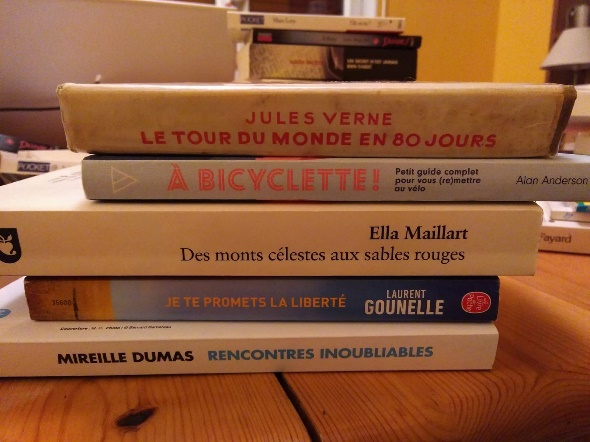 POCKET
JULES VERNE
LE TOUR DU MONDE EN 80 JOURS
POCKET
À BICYCLETTE!
Petit guide complet
pour vous (re)mettre
au vélo
Alan Anderson
Ella Maillart
Des monts célestes aux sables rouges
Fayard
JE TE PROMETS LA LIBERTÉ
LAURENT
GOUNELLE
MIREILLE DUMAS RENCONTRES INOUBLIABLES